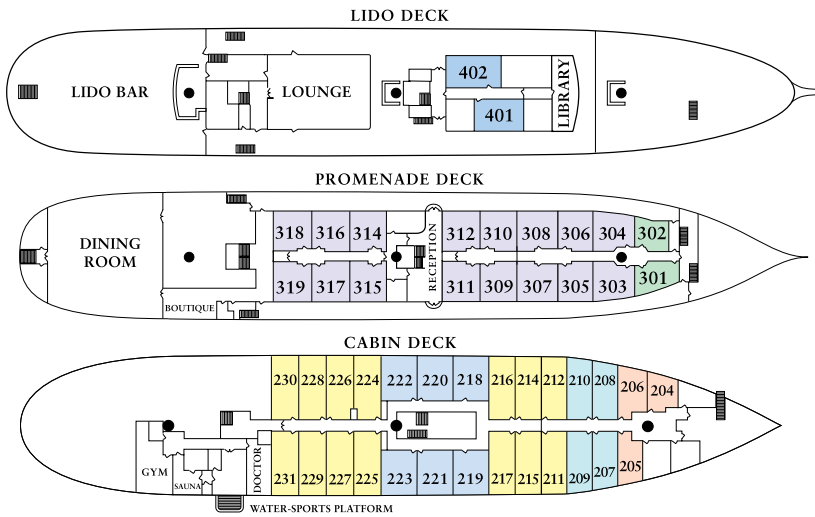 LIDO DECK
402
LIDO BAR
LOUNGE
401
LIBRARY
PROMENADE DECK
DINING
ROOM
318 316 314
RECEPTION
312 310 308 306 304 302
319 317 315
311 309 307 305 303 301
BOUTIQUE
CABIN DECK
230 228 226 224 222 220 218 216 214 212 210 208 206 204
GYM
SAUNA
DOCTOR
231 229 227 225 223 221 219 217 215 211 209 207 205
WATER-SPORTS PLATFORM